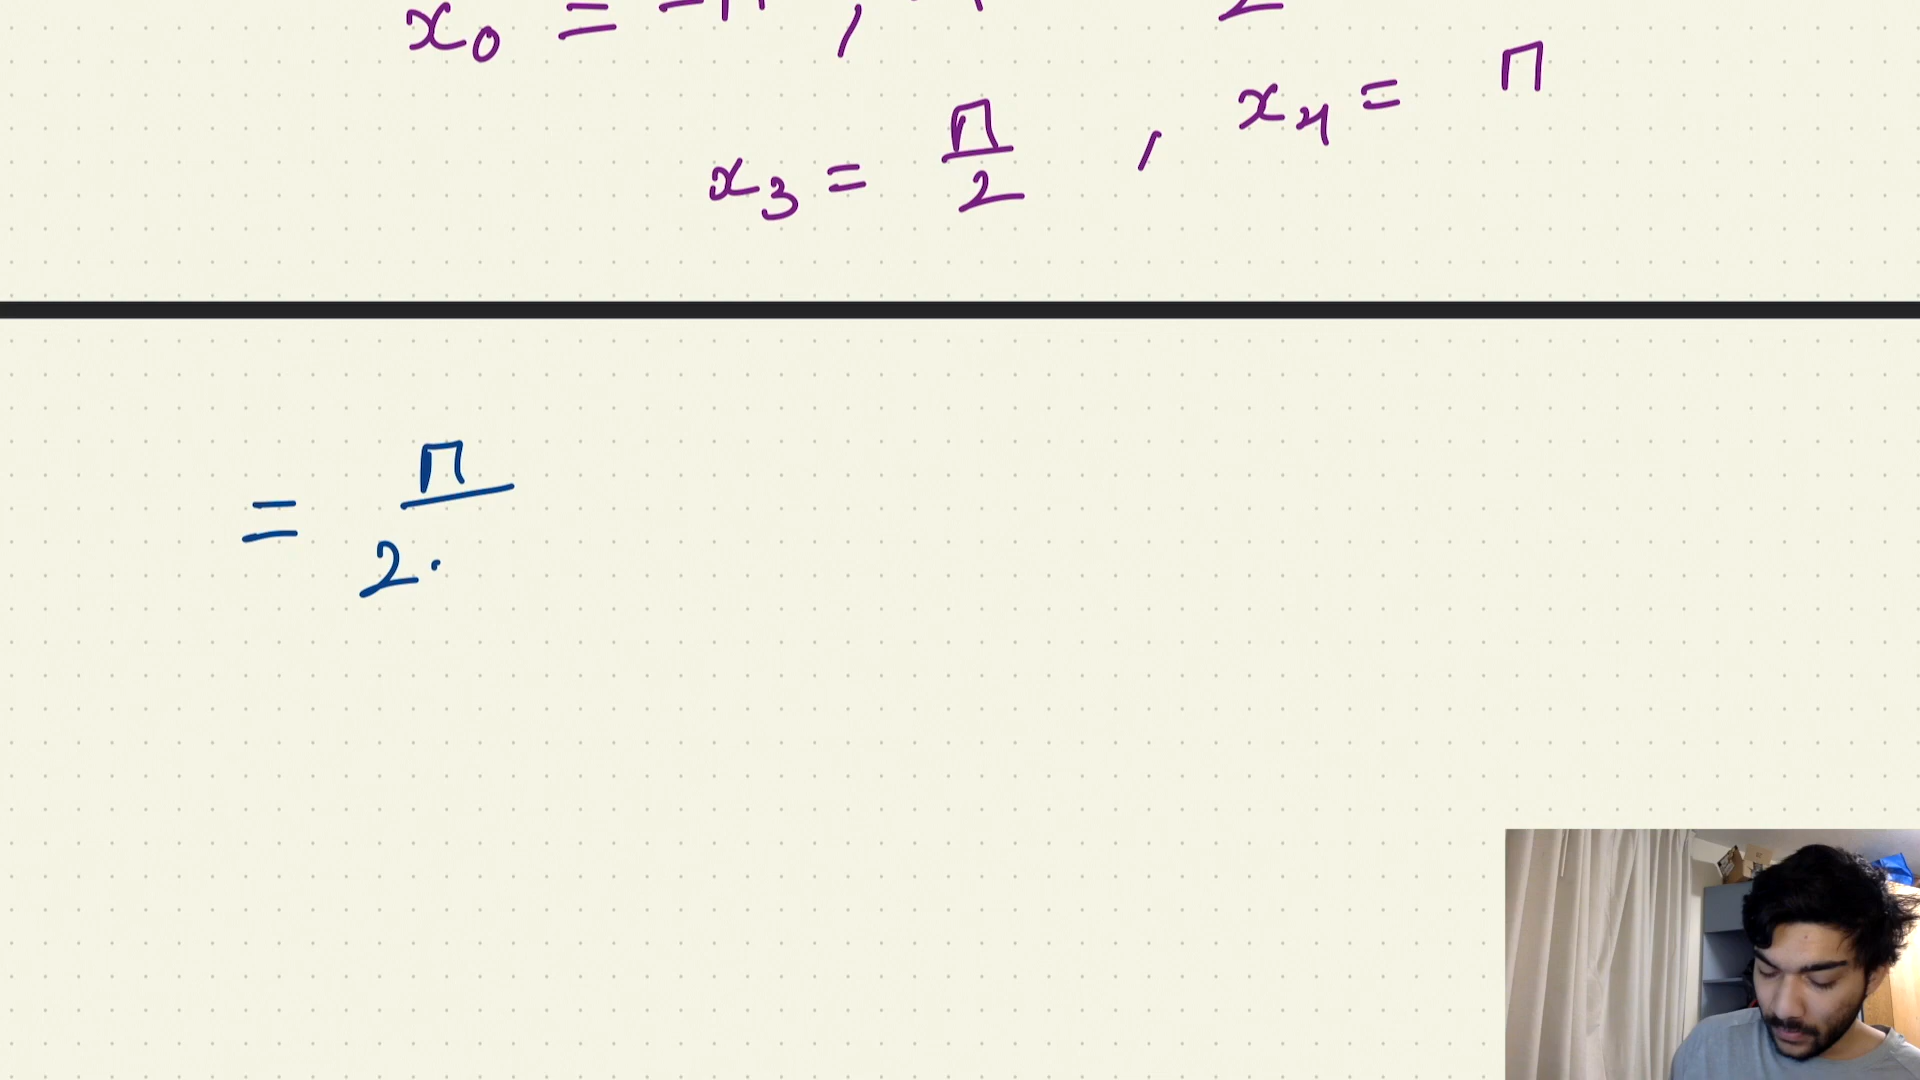 x₀ = -π ,
x₃ = π/2 , x₄ = π
= π/2·